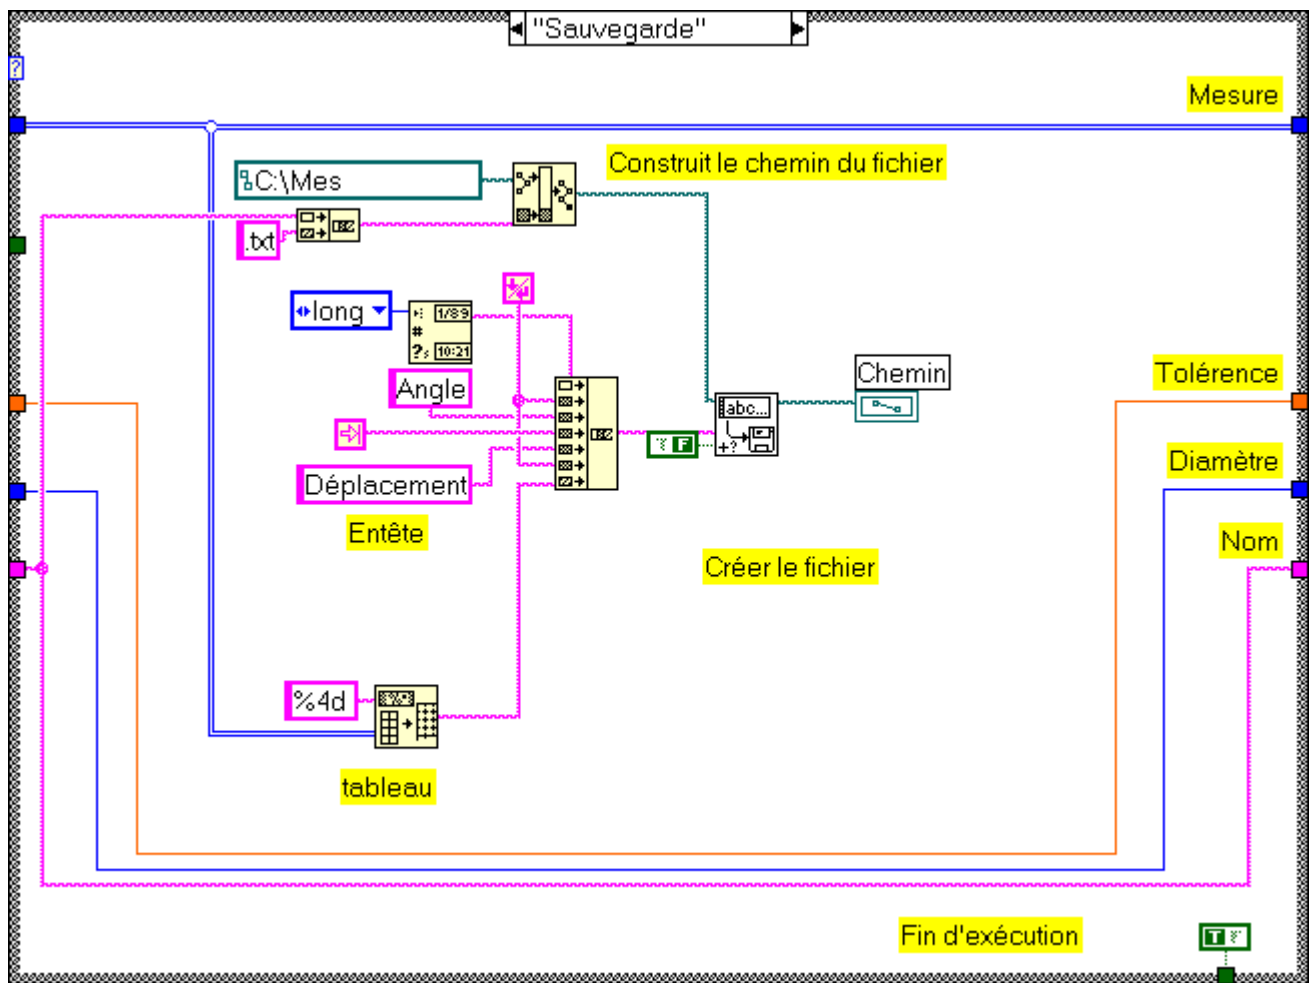 "Sauvegarde"
?
Mesure
Construit le chemin du fichier
C:\Mes
.txt
long
1/89
#
10:21
Angle
Chemin
Tolérence
abc...
F
+?
Déplacement
Diamètre
Entête
Nom
Créer le fichier
%4d
tableau
Fin d'exécution
T